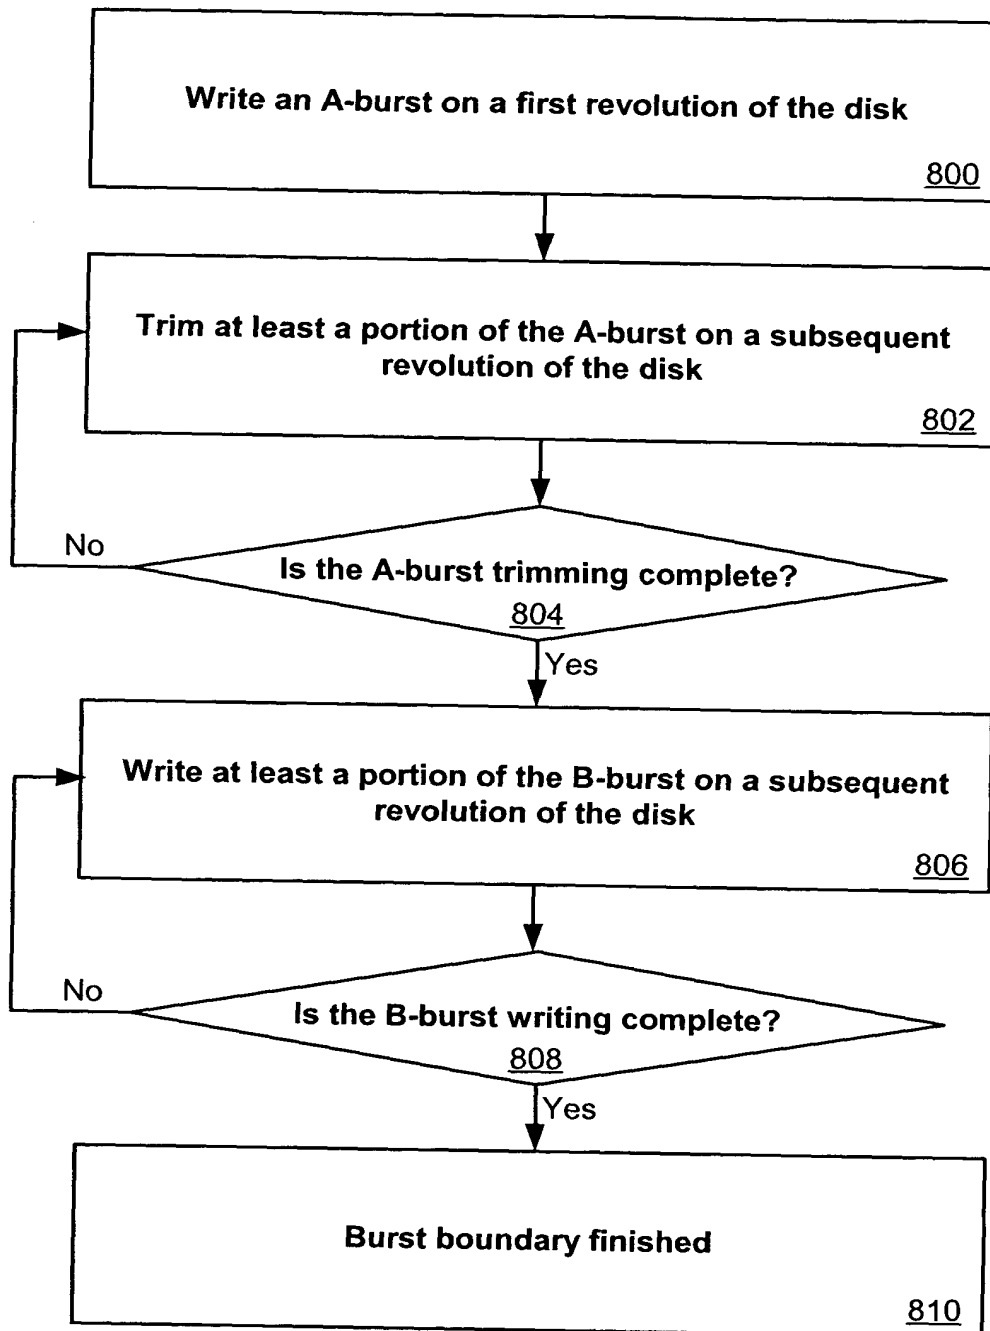 Write an A-burst on a first revolution of the disk
800
Trim at least a portion of the A-burst on a subsequent
revolution of the disk
802
No
Is the A-burst trimming complete?
804
Yes
Write at least a portion of the B-burst on a subsequent
revolution of the disk
806
No
Is the B-burst writing complete?
808
Yes
Burst boundary finished
810